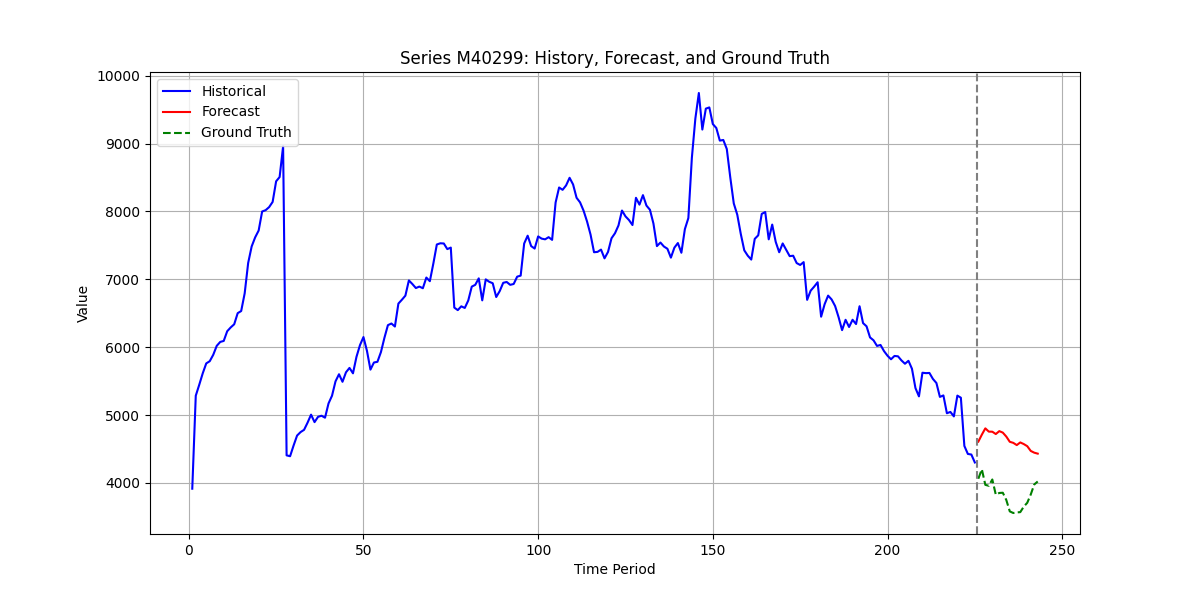 Series M40299: History, Forecast, and Ground Truth
10000
9000
8000
7000
6000
5000
4000
Value
Historical
Forecast
Ground Truth
0 50 100 150 200 250
Time Period